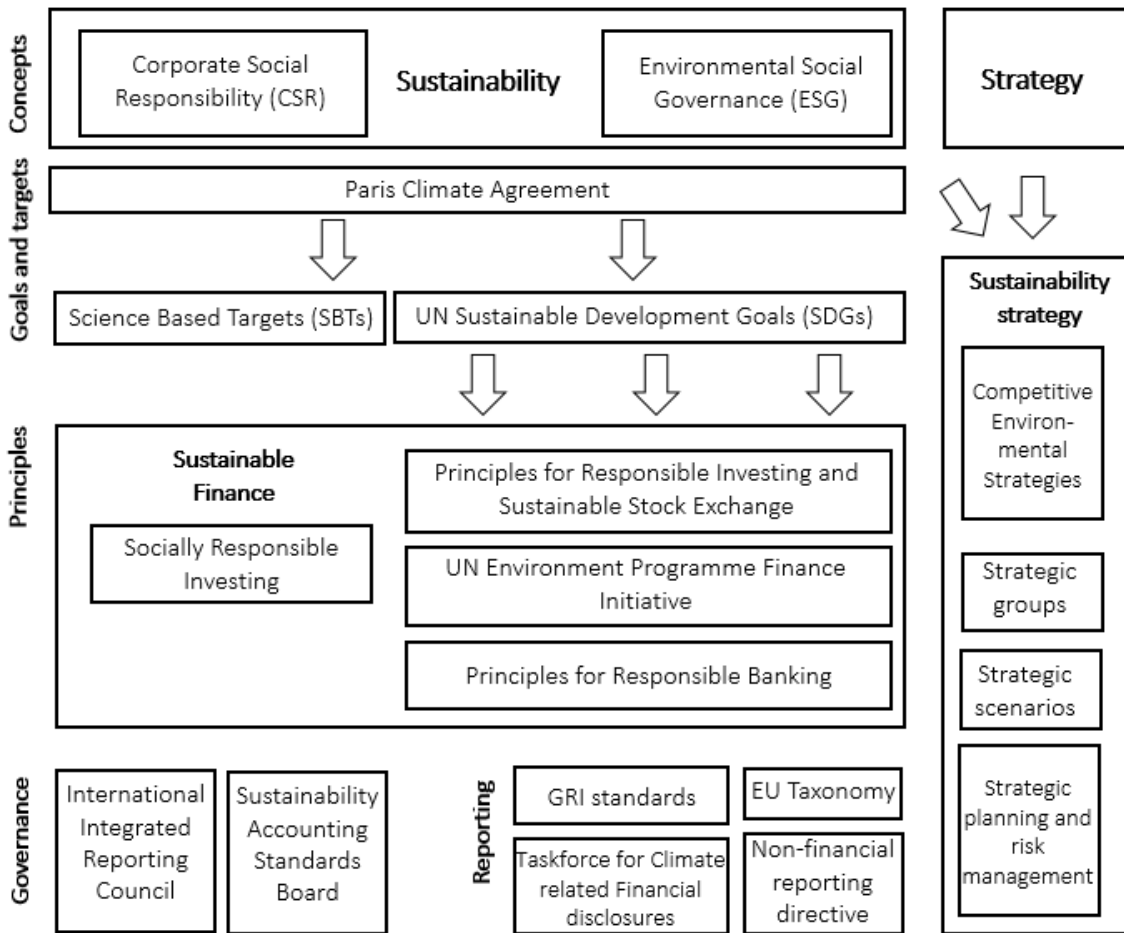 Concepts
Corporate Social
Responsibility (CSR)
Sustainability
Environmental Social
Governance (ESG)
Strategy
Goals and targets
Paris Climate Agreement
Science Based Targets (SBTs)
UN Sustainable Development Goals (SDGs)
Principles
Sustainable
Finance
Socially Responsible
Investing
Principles for Responsible Investing and
Sustainable Stock Exchange
UN Environment Programme Finance
Initiative
Principles for Responsible Banking
Governance
International
Integrated
Reporting
Council
Sustainability
Accounting
Standards
Board
Reporting
GRI standards
EU Taxonomy
Taskforce for Climate
related Financial
disclosures
Non-financial
reporting
directive
Sustainability
strategy
Competitive
Environ-
mental
Strategies
Strategic
groups
Strategic
scenarios
Strategic
planning and
risk
management